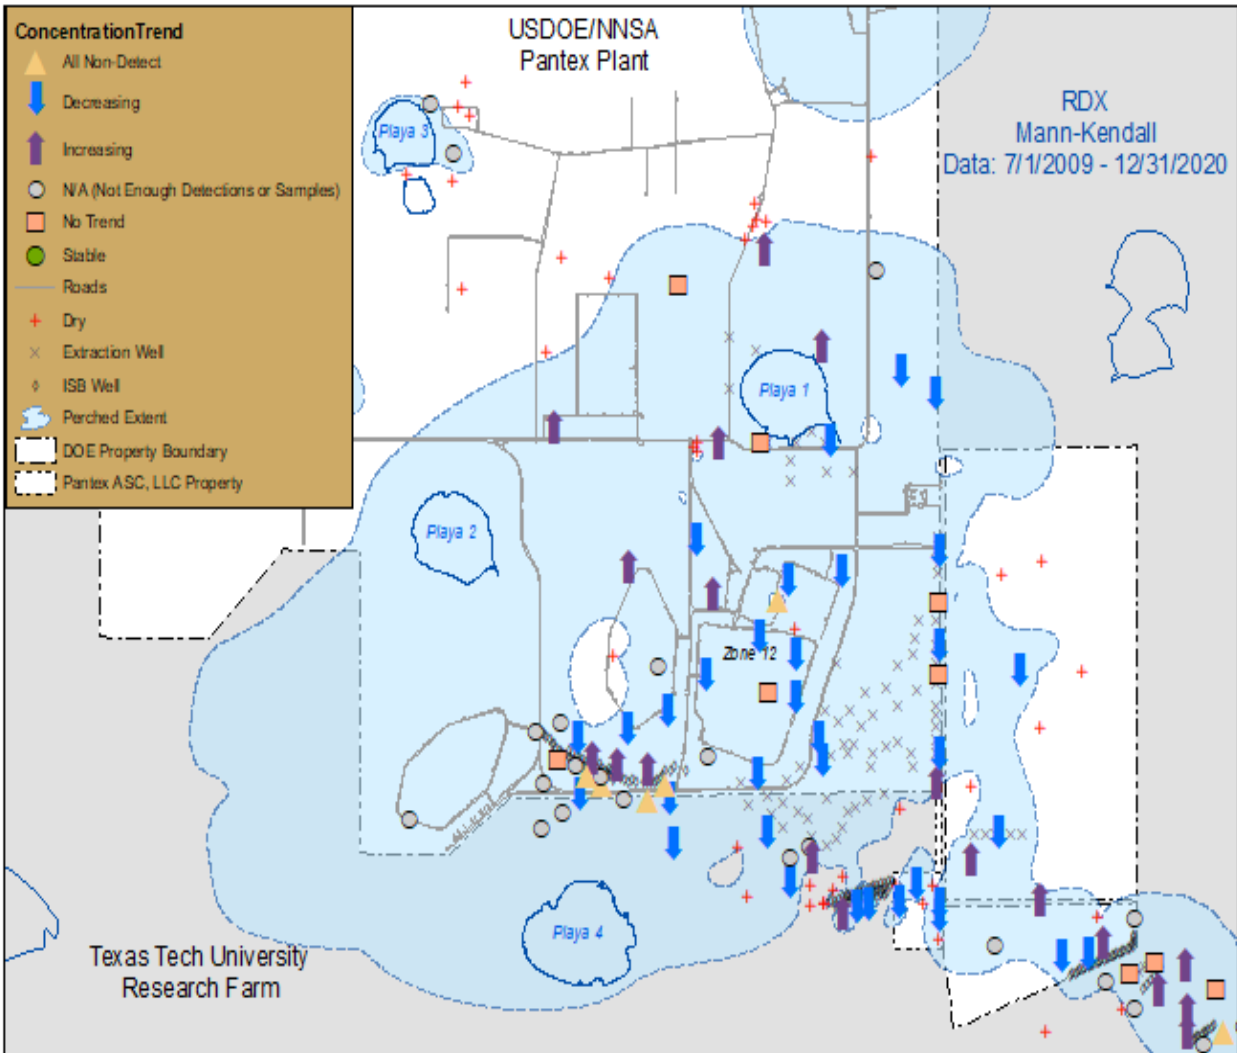 ConcentrationTrend
All Non-Detect
Decreasing
Increasing
N/A (Not Enough Detections or Samples)
No Trend
Stable
Roads
Dry
Extraction Well
ISB Well
Perched Extent
DOE Property Boundary
Pantex ASC, LLC Property
USDOE/NNSA
Pantex Plant
RDX
Mann-Kendall
Data: 7/1/2009 - 12/31/2020
Playa 3
Playa 1
Playa 2
Zone 12
Playa 4
Texas Tech University
Research Farm